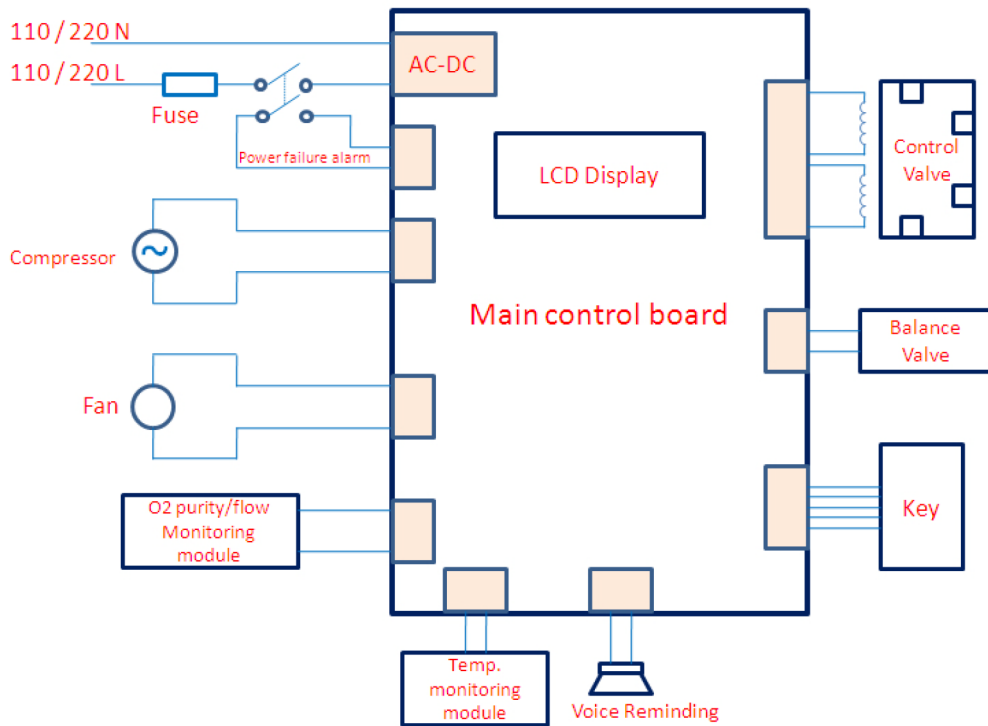 110 / 220 N
110 / 220 L
Fuse
AC-DC
Power failure alarm
LCD Display
Control
Valve
Compressor
Main control board
Balance
Valve
Fan
O2 purity/flow
Monitoring
module
Key
Temp.
monitoring
module
Voice Reminding